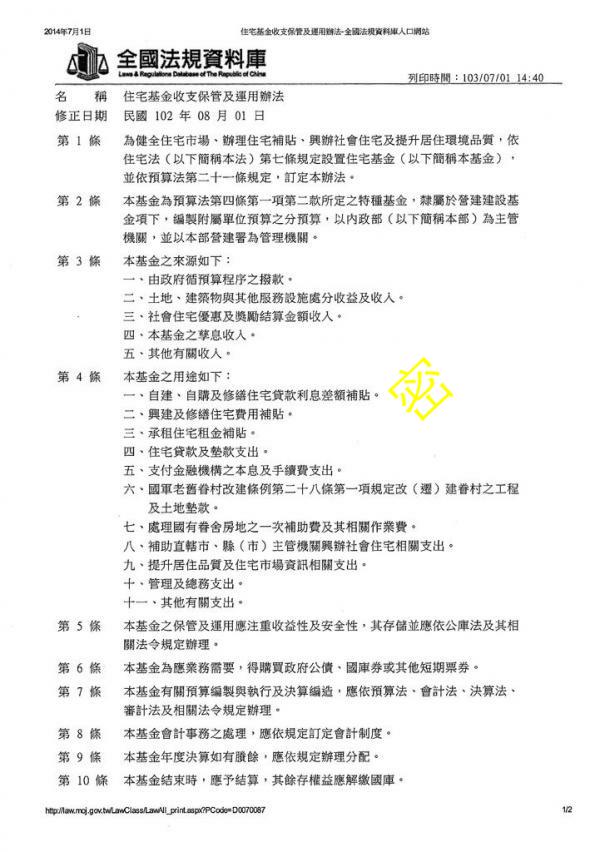 2014年7月1日 住宅基金收支保管及運用辦法-全國法規資料庫入口網站
全國法規資料庫
Laws & Regulations Database of The Republic of China
列印時間：103/07/01 14:40
名 稱 住宅基金收支保管及運用辦法
修正日期 民國 102 年 08 月 01 日
第 1 條 為健全住宅市場、辦理住宅補貼、興辦社會住宅及提升居住環境品質，依
住宅法（以下簡稱本法）第七條規定設置住宅基金（以下簡稱本基金），
並依預算法第二十一條規定，訂定本辦法。
第 2 條 本基金為預算法第四條第一項第二款所定之特種基金，隸屬於營建建設基
金項下，編製附屬單位預算之分預算，以內政部（以下簡稱本部）為主管
機關，並以本部營建署為管理機關。
第 3 條 本基金之來源如下：
一、由政府循預算程序之撥款。
二、土地、建築物與其他服務設施處分收益及收入。
三、社會住宅優惠及獎勵結算金額收入。
四、本基金之孳息收入。
五、其他有關收入。
第 4 條 本基金之用途如下：
一、自建、自購及修繕住宅貸款利息差額補貼。
二、興建及修繕住宅費用補貼。
三、承租住宅租金補貼。
四、住宅貸款及墊款支出。
五、支付金融機構之本息及手續費支出。
六、國軍老舊眷村改建條例第二十八條第一項規定改（遷）建眷村之工程
及土地墊款。
七、處理國有眷舍房地之一次補助費及其相關作業費。
八、補助直轄市、縣（市）主管機關興辦社會住宅相關支出。
九、提升居住品質及住宅市場資訊相關支出。
十、管理及總務支出。
十一、其他有關支出。
密
第 5 條 本基金之保管及運用應注重收益性及安全性，其存儲並應依公庫法及其相
關法令規定辦理。
第 6 條 本基金為應業務需要，得購買政府公債、國庫券或其他短期票券。
第 7 條 本基金有關預算編製與執行及決算編造，應依預算法、會計法、決算法、
審計法及相關法令規定辦理。
第 8 條 本基金會計事務之處理，應依規定訂定會計制度。
第 9 條 本基金年度決算如有賸餘，應依規定辦理分配。
第 10 條 本基金結束時，應予結算，其餘存權益應解繳國庫。
http://law.moj.gov.tw/LawClass/LawAll_print.aspx?PCode=D0070087 1/2